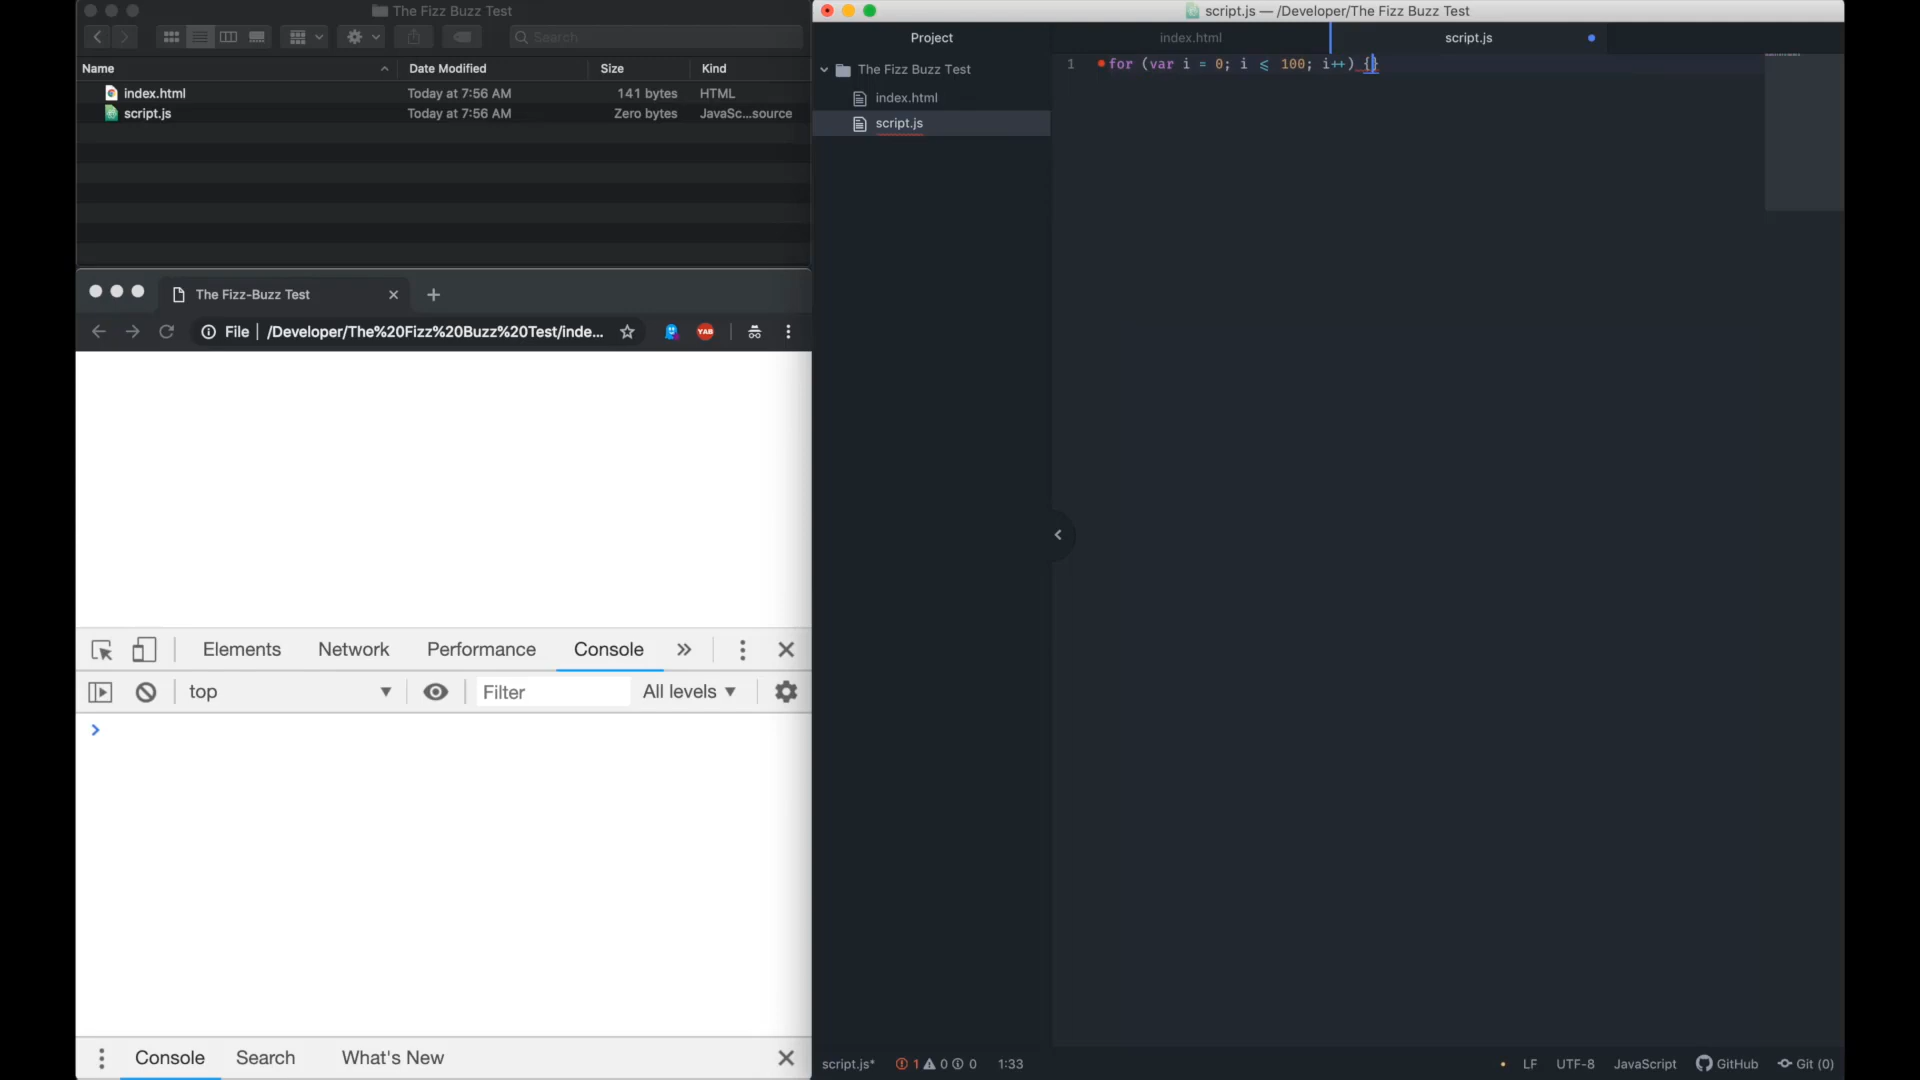 The Fizz Buzz Test
Search
Name Date Modified Size Kind
index.html Today at 7:56 AM 141 bytes HTML
script.js Today at 7:56 AM Zero bytes JavaSc...source
The Fizz-Buzz Test
File | /Developer/The%20Fizz%20Buzz%20Test/inde...
YAB
Elements Network Performance Console
top Filter All levels
Console Search What's New
script.js — /Developer/The Fizz Buzz Test
Project index.html script.js
The Fizz Buzz Test
index.html
script.js
1 for (var i = 0; i ⩽ 100; i++) {}
script.js* 1 0 0 1:33 LF UTF-8 JavaScript GitHub Git (0)